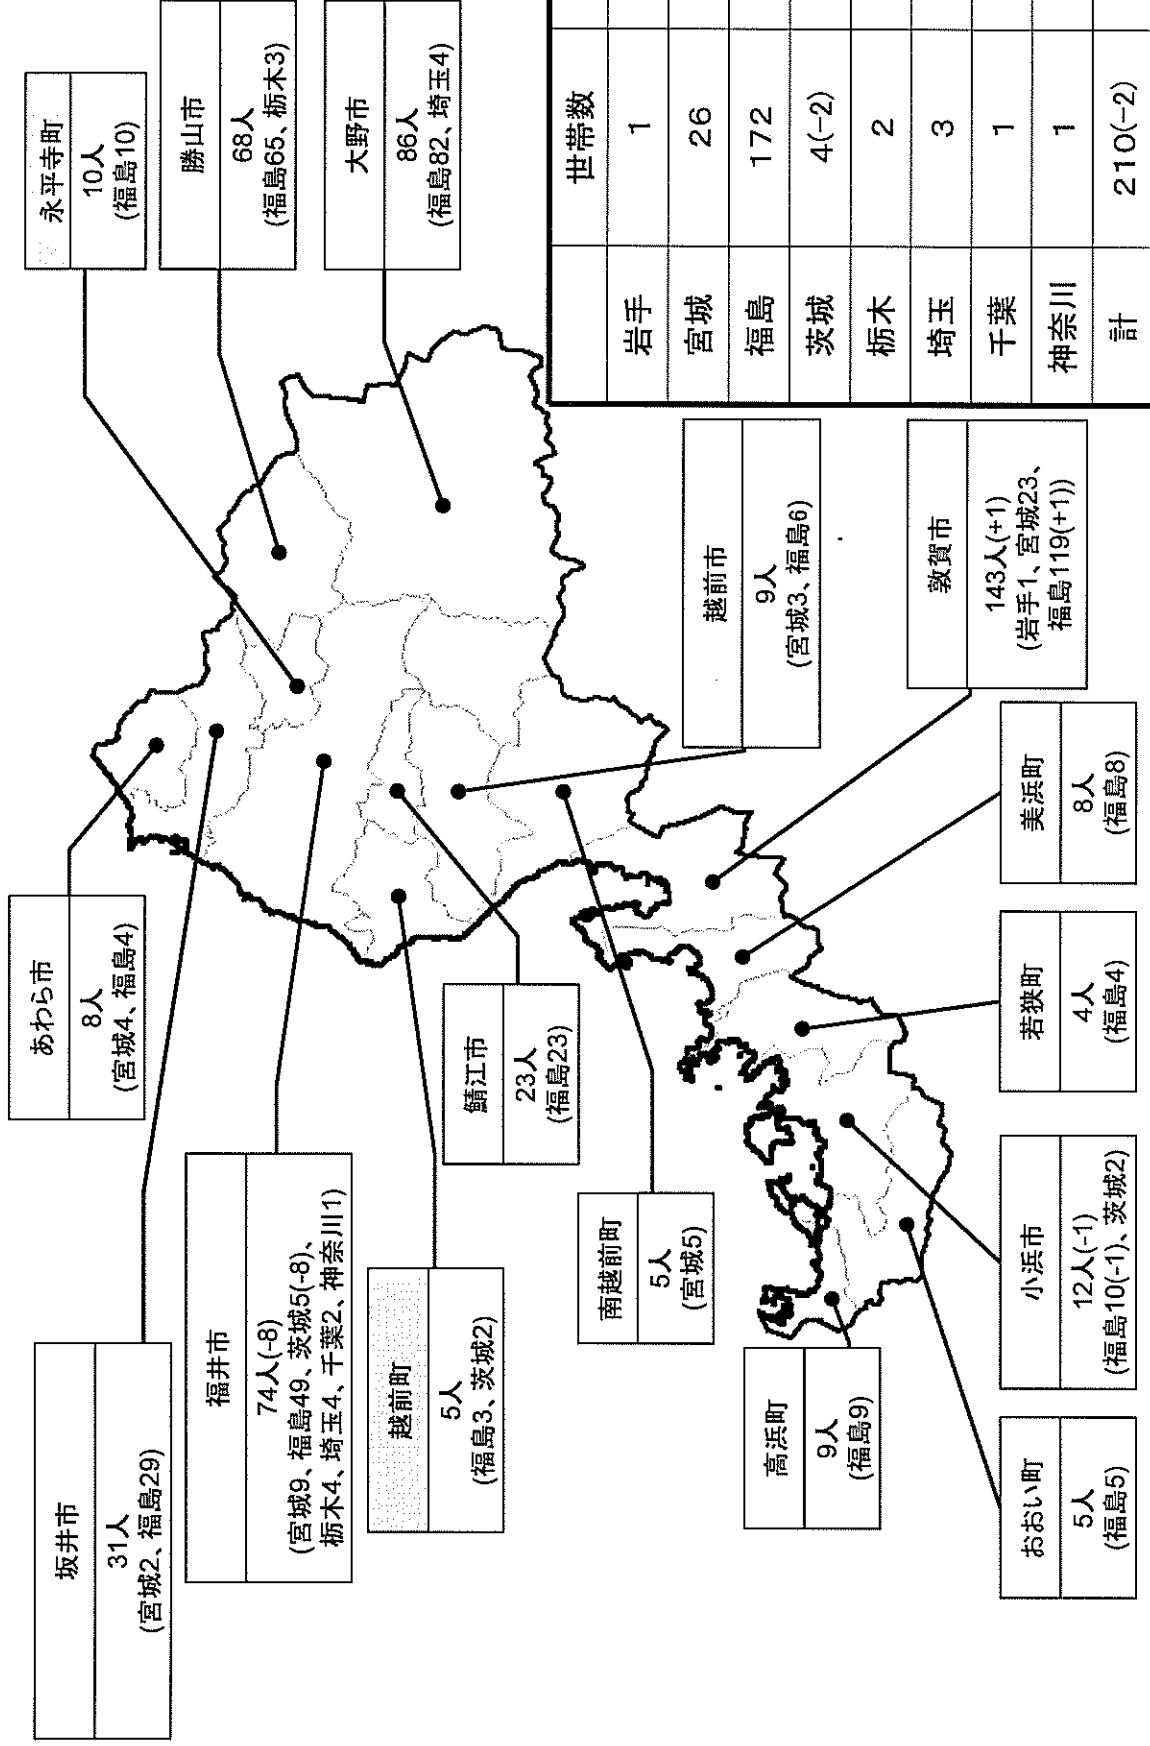 坂井市
31人
(宮城2、福島29)
あわら市
8人
(宮城4、福島4)
永平寺町
10人
(福島10)
勝山市
68人
(福島65、栃木3)
大野市
86人
(福島82、埼玉4)
福井市
74人(-8)
(宮城9、福島49、茨城5(-8)、
栃木4、埼玉4、千葉2、神奈川1)
越前町
5人
(福島3、茨城2)
鯖江市
23人
(福島23)
南越前町
5人
(宮城5)
越前市
9人
(宮城3、福島6)
敦賀市
143人(+1)
(岩手1、宮城23、
福島119(+1))
高浜町
9人
(福島9)
おおい町
5人
(福島5)
小浜市
12人(-1)
(福島10(-1)、茨城2)
若狭町
4人
(福島4)
美浜町
8人
(福島8)
世帯数
岩手 1
宮城 26
福島 172
茨城 4(-2)
栃木 2
埼玉 3
千葉 1
神奈川 1
計 210(-2)